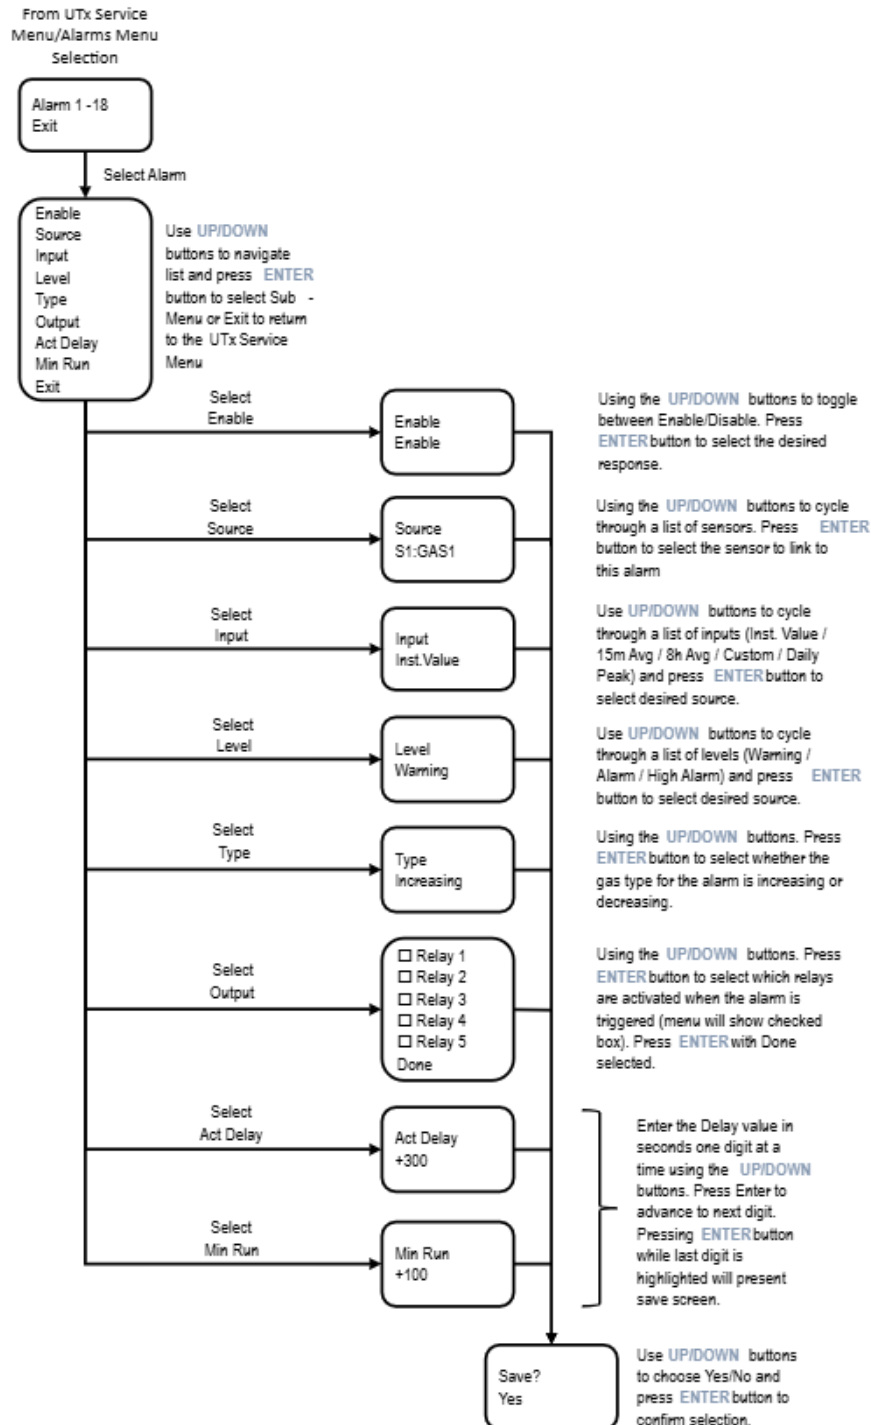 From UTx Service
Menu/Alarms Menu
Selection
Alarm 1 -18
Exit
Select Alarm
Enable
Source
Input
Level
Type
Output
Act Delay
Min Run
Exit
Use UP/DOWN
buttons to navigate
list and press ENTER
button to select Sub -
Menu or Exit to return
to the UTx Service
Menu
Select
Enable
Enable
Enable
Using the UP/DOWN buttons to toggle
between Enable/Disable. Press
ENTER button to select the desired
response.
Select
Source
Source
S1:GAS1
Using the UP/DOWN buttons to cycle
through a list of sensors. Press ENTER
button to select the sensor to link to
this alarm
Select
Input
Input
Inst.Value
Use UP/DOWN buttons to cycle
through a list of inputs (Inst. Value /
15m Avg / 8h Avg / Custom / Daily
Peak) and press ENTER button to
select desired source.
Select
Level
Level
Warning
Use UP/DOWN buttons to cycle
through a list of levels (Warning /
Alarm / High Alarm) and press ENTER
button to select desired source.
Select
Type
Type
Increasing
Using the UP/DOWN buttons. Press
ENTER button to select whether the
gas type for the alarm is increasing or
decreasing.
Select
Output
☐ Relay 1
☐ Relay 2
☐ Relay 3
☐ Relay 4
☐ Relay 5
Done
Using the UP/DOWN buttons. Press
ENTER button to select which relays
are activated when the alarm is
triggered (menu will show checked
box). Press ENTER with Done
selected.
Select
Act Delay
Act Delay
+300
Select
Min Run
Min Run
+100
Enter the Delay value in
seconds one digit at a
time using the UP/DOWN
buttons. Press Enter to
advance to next digit.
Pressing ENTER button
while last digit is
highlighted will present
save screen.
Save?
Yes
Use UP/DOWN buttons
to choose Yes/No and
press ENTER button to
confirm selection.